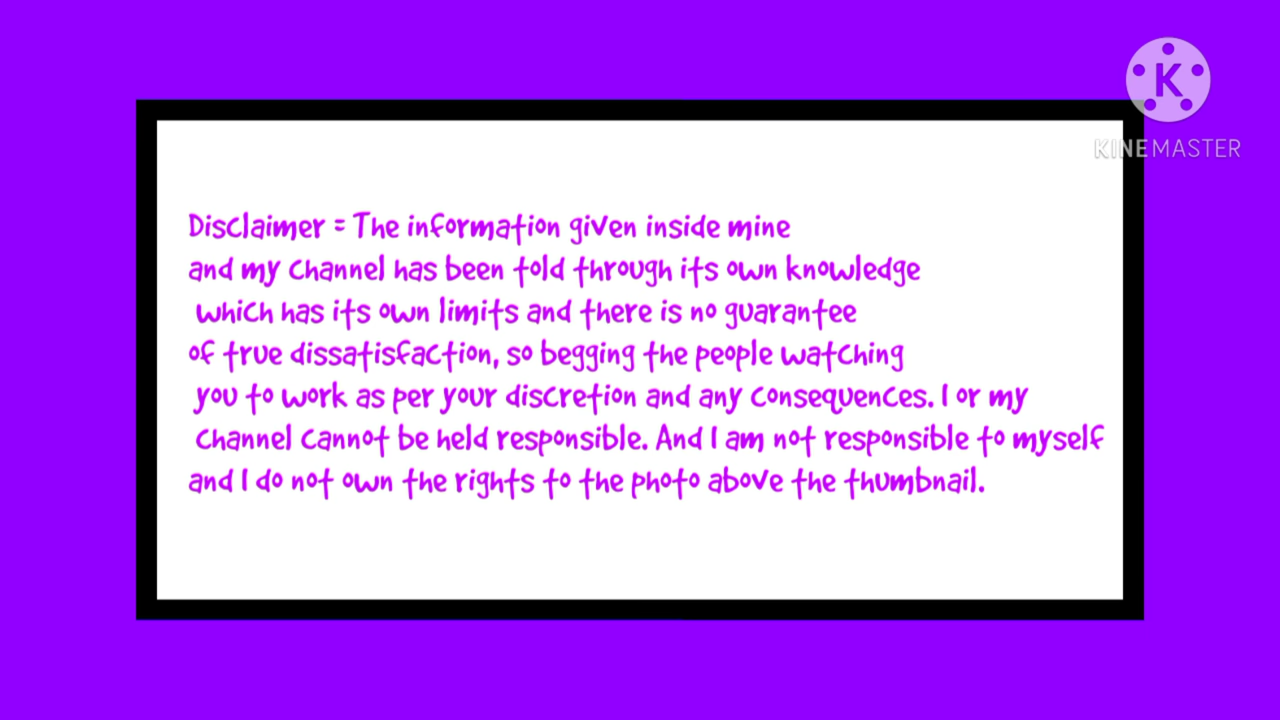 K
KINEMASTER
Disclaimer = The information given inside mine
and my channel has been told through its own knowledge
which has its own limits and there is no guarantee
of true dissatisfaction, so begging the people watching
you to work as per your discretion and any consequences. I or my
channel cannot be held responsible. And I am not responsible to myself
and I do not own the rights to the photo above the thumbnail.